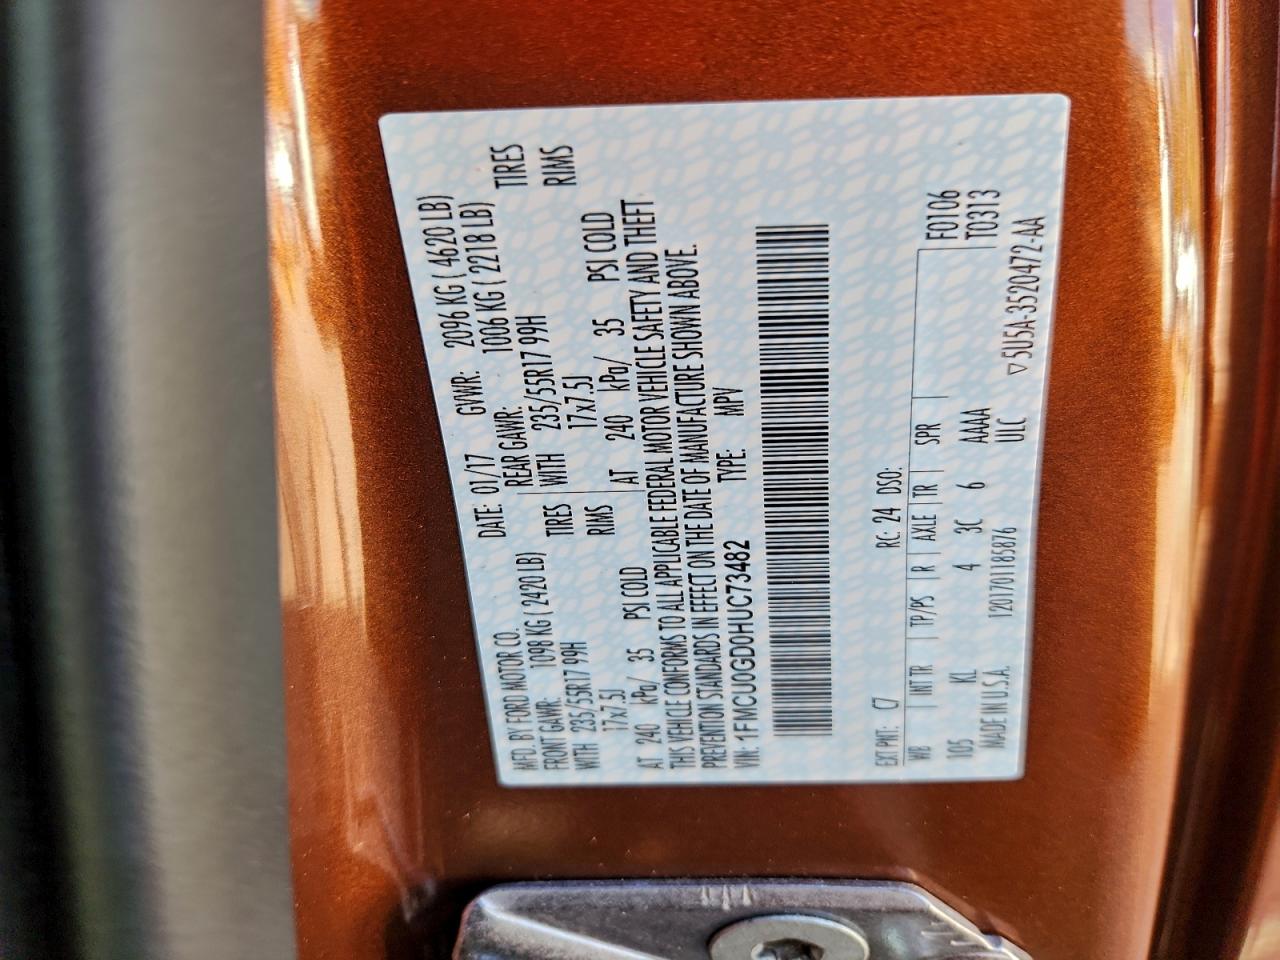 MFD. BY FORD MOTOR CO. DATE: 01/17 GVWR: 2096 KG ( 4620 LB)
FRONT GAWR: 1098 KG ( 2420 LB) REAR GAWR: 1006 KG ( 2218 LB)
WITH 235/55R17 99H TIRES WITH 235/55R17 99H TIRES
17x7.5J RIMS 17x7.5J RIMS
AT 240 kPa/ 35 PSI COLD AT 240 kPa/ 35 PSI COLD
THIS VEHICLE CONFORMS TO ALL APPLICABLE FEDERAL MOTOR VEHICLE SAFETY AND THEFT
PREVENTION STANDARDS IN EFFECT ON THE DATE OF MANUFACTURE SHOWN ABOVE.
VIN: 1FMCU0GD0HUC73482 TYPE: MPV
EXT PNT: C7 RC: 24 DSO:
WB INT TR TP/PS R AXLE TR SPR F0106
105 KL 4 3C 6 AAAA T0313
MADE IN U.S.A. 120170118587​6 ULC
▽5U5A-3520472-AA